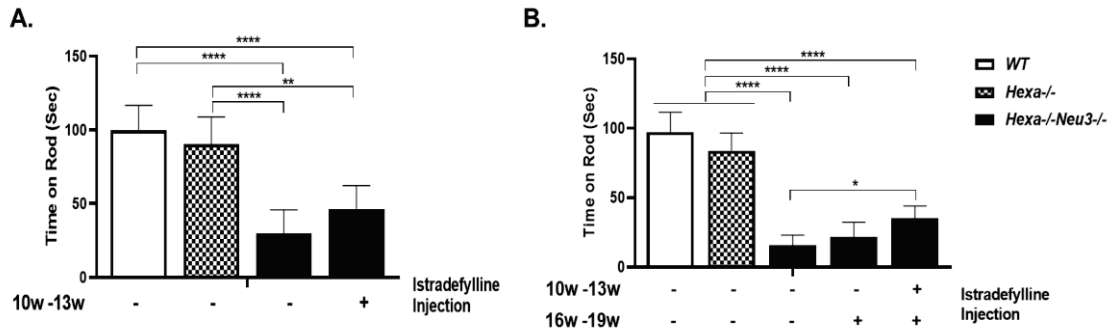 A.
****
****
**
****
150
100
50
0
Time on Rod (Sec)
10w -13w - - - +
Istradefylline
Injection
B.
****
****
****
*
150
100
50
0
Time on Rod (Sec)
10w -13w - - - - +
16w -19w - - - + +
Istradefylline
Injection
WT
Hexa-/-
Hexa-/-Neu3-/-